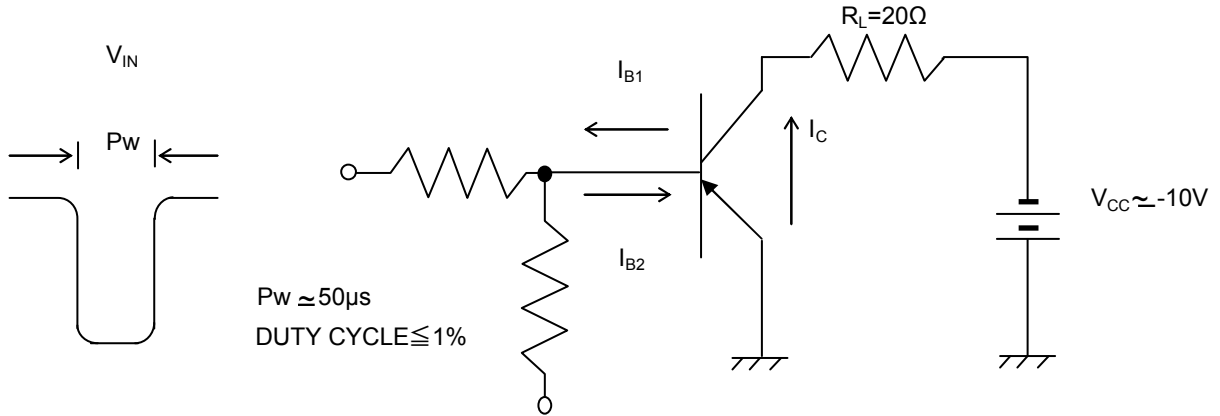 V_IN
Pw
I_B1
I_B2
Pw ≃50µs
DUTY CYCLE≦1%
R_L=20Ω
I_C
V_CC≃-10V